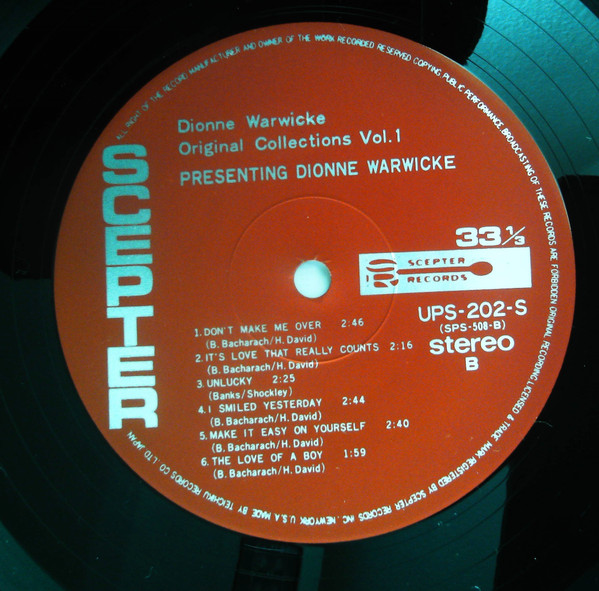 ALL RIGHT OF THE RECORD MANUFACTURER AND OWNER OF THE WORK RECORDED RESERVED COPYING, PUBLIC PERFORMANCE, BROADCASTING OF THESE RECORDS ARE FORBIDDEN ORIGINAL RECORDING LICENSED & TRADE MARK REGISTERED BY SCEPTER RECORDS INC. NEWYORK U.S.A MADE BY TEICHIKU RECORDS CO. LTD. JAPAN
Dionne Warwicke
Original Collections Vol.1
PRESENTING DIONNE WARWICKE
SCEPTER
33 1/3
SR
SCEPTER
RECORDS
UPS-202-S
(SPS-508-B)
stereo
B
1. DON'T MAKE ME OVER 2:46
(B. Bacharach/H. David)
2. IT'S LOVE THAT REALLY COUNTS 2:16
(B. Bacharach/H. David)
3. UNLUCKY 2:25
(Banks/Shockley)
4. I SMILED YESTERDAY 2:44
(B. Bacharach/H. David)
5. MAKE IT EASY ON YOURSELF 2:40
(B. Bacharach/H. David)
6. THE LOVE OF A BOY 1:59
(B. Bacharach/H. David)